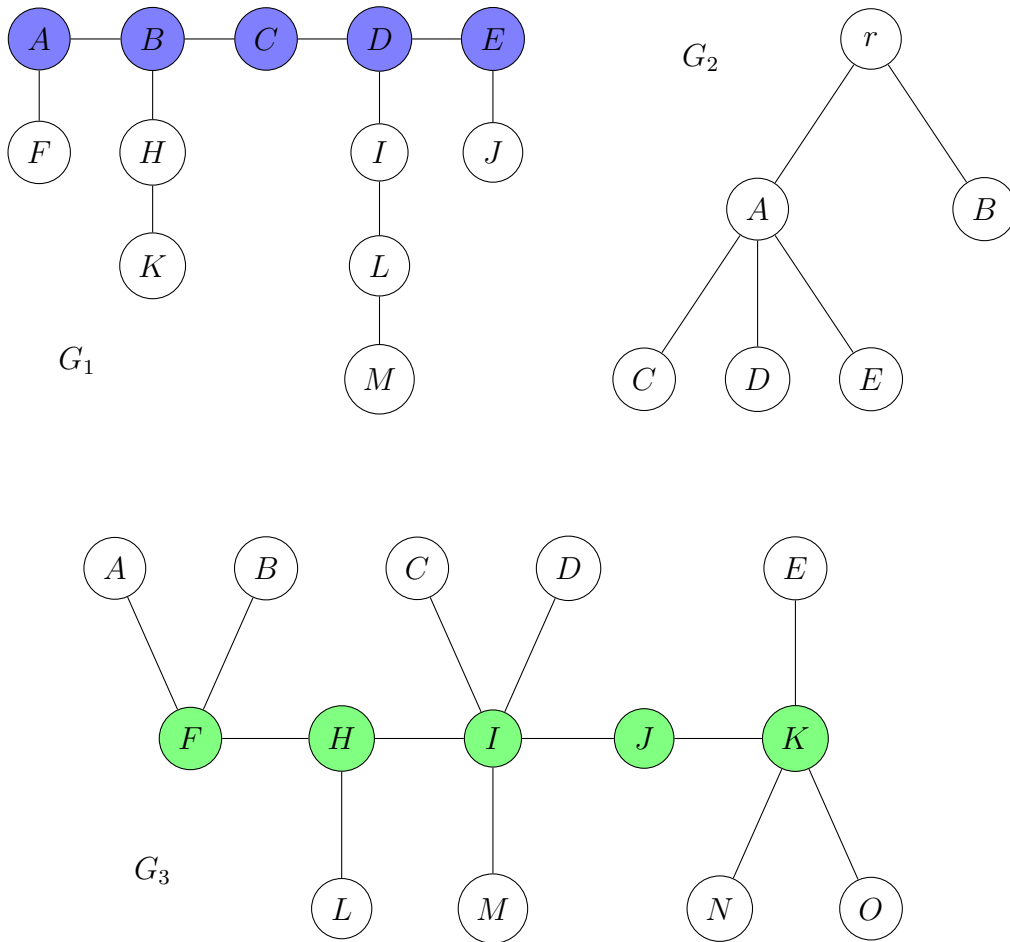 A B C D E
r
G₂
F H I J
A B
K L
G₁
M
C D E
A B C D E
F H I J K
G₃
L M N O